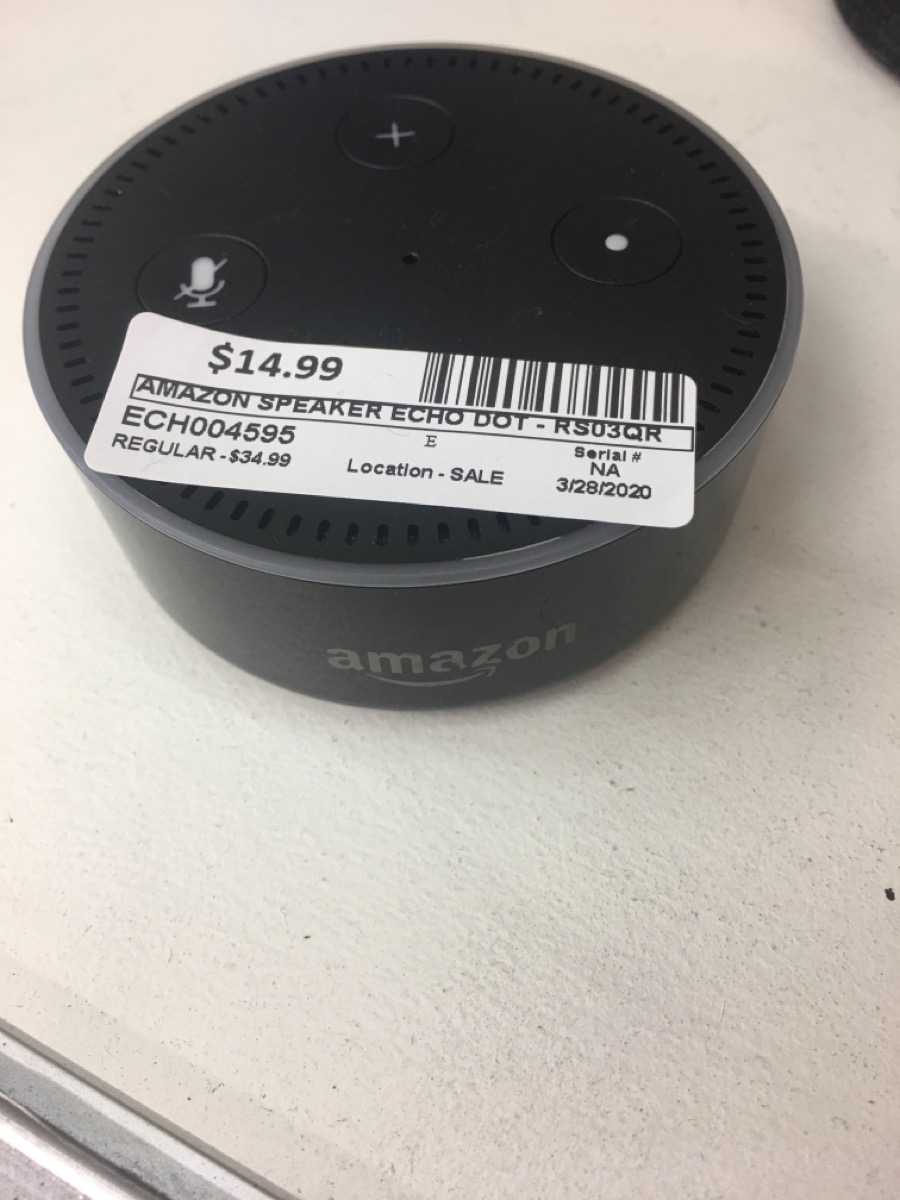 $14.99
AMAZON SPEAKER ECHO DOT - RS03QR
ECH004595
E
Serial #
REGULAR - $34.99
Location - SALE
NA
3/28/2020
amazon